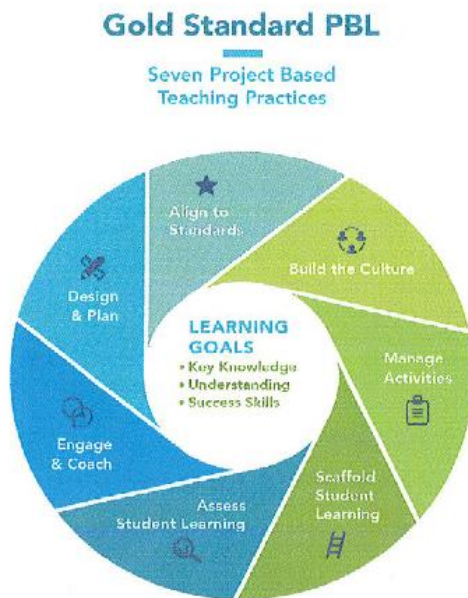 Gold Standard PBL
Seven Project Based
Teaching Practices
Align to
Standards
Build the Culture
Manage
Activities
Scaffold
Student
Learning
Assess
Student Learning
Engage
& Coach
Design
& Plan
LEARNING
GOALS
• Key Knowledge
• Understanding
• Success Skills